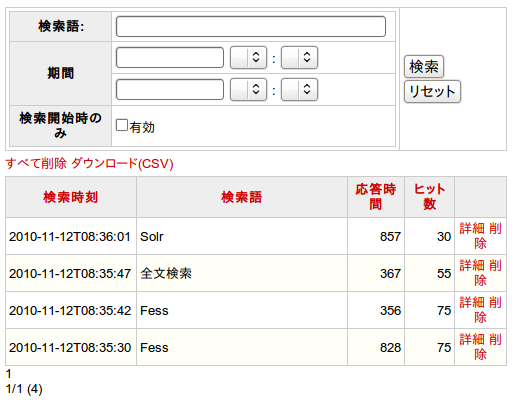 検索語:
期間
:
:
検索
リセット
検索開始時の
み
有効
すべて削除 ダウンロード(CSV)
検索時刻 検索語 応答時間 ヒット数
2010-11-12T08:36:01 Solr 857 30 詳細 削除
2010-11-12T08:35:47 全文検索 367 55 詳細 削除
2010-11-12T08:35:42 Fess 356 75 詳細 削除
2010-11-12T08:35:30 Fess 828 75 詳細 削除
1
1/1 (4)